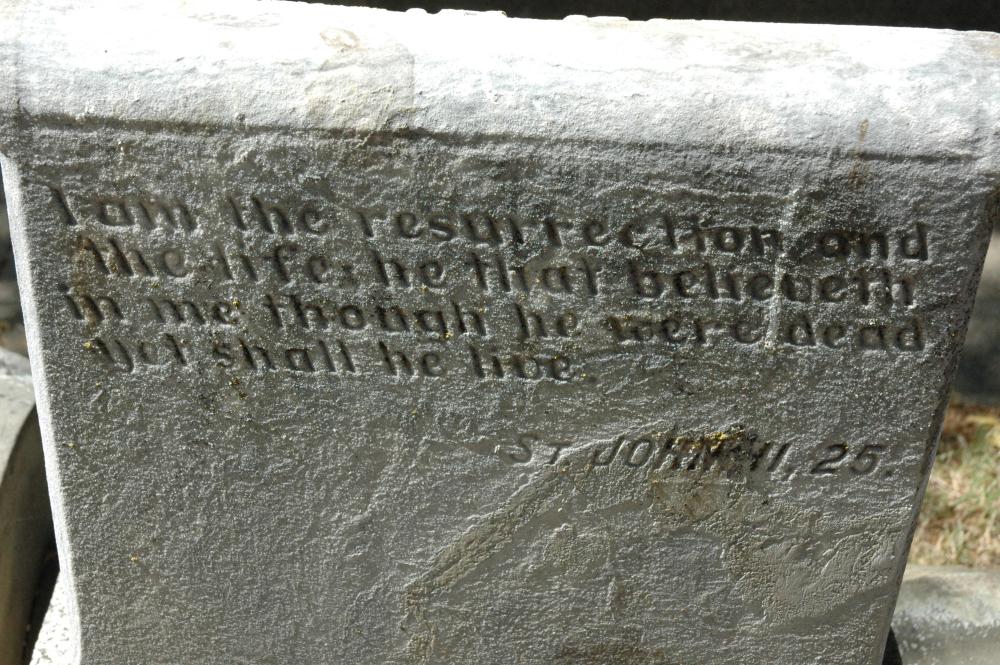 I am the resurrection and
the life: he that believeth
in me though he were dead
yet shall he live.
ST. JOHN 11, 25.